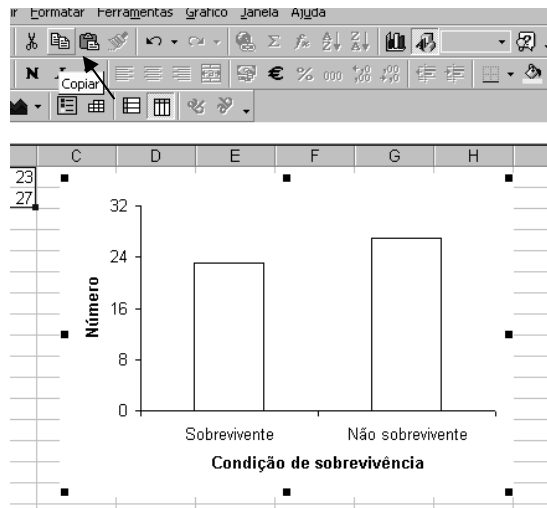 ir Formatar Ferramentas Gráfico Janela Ajuda
N
€ % 000
Copiar
C D E F G H
23
27
32
24
16
8
0
Número
Sobrevivente Não sobrevivente
Condição de sobrevivência